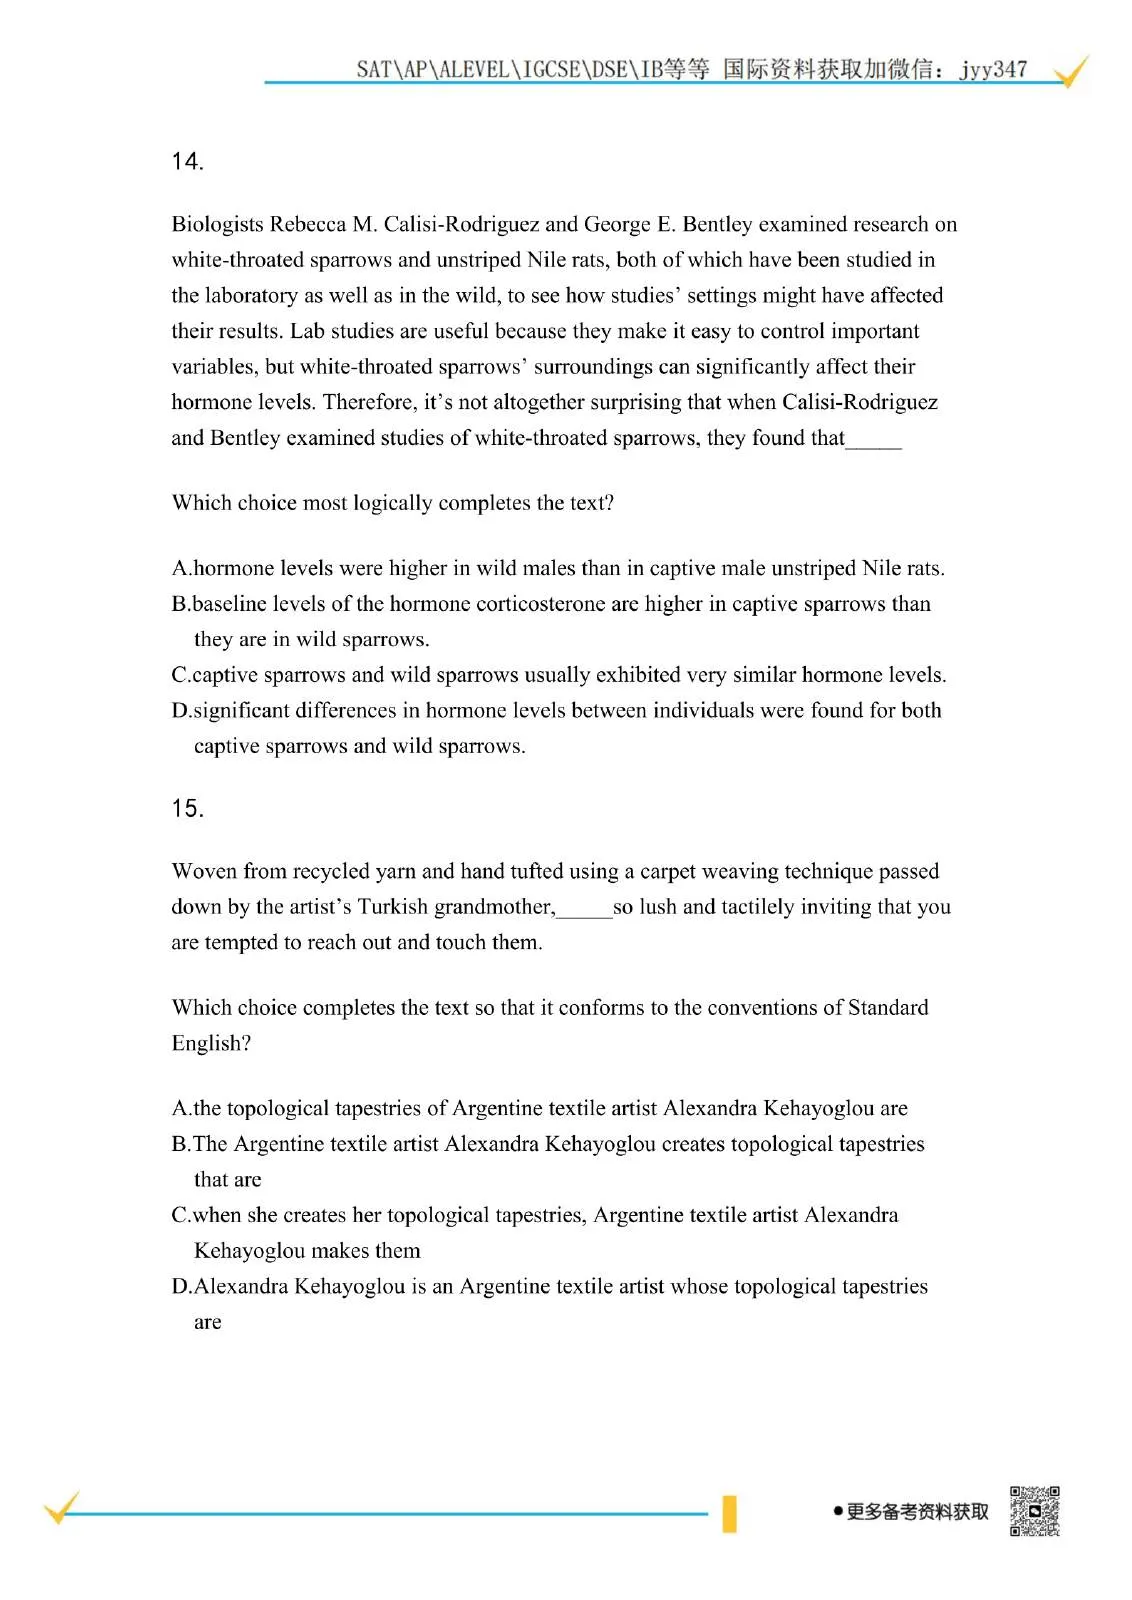 SAT\AP\ALEVEL\IGCSE\DSE\IB等等 国际资料获取加微信：jyy347
14.
Biologists Rebecca M. Calisi-Rodriguez and George E. Bentley examined research on
white-throated sparrows and unstriped Nile rats, both of which have been studied in
the laboratory as well as in the wild, to see how studies’ settings might have affected
their results. Lab studies are useful because they make it easy to control important
variables, but white-throated sparrows’ surroundings can significantly affect their
hormone levels. Therefore, it’s not altogether surprising that when Calisi-Rodriguez
and Bentley examined studies of white-throated sparrows, they found that_____
Which choice most logically completes the text?
A.hormone levels were higher in wild males than in captive male unstriped Nile rats.
B.baseline levels of the hormone corticosterone are higher in captive sparrows than
they are in wild sparrows.
C.captive sparrows and wild sparrows usually exhibited very similar hormone levels.
D.significant differences in hormone levels between individuals were found for both
captive sparrows and wild sparrows.
15.
Woven from recycled yarn and hand tufted using a carpet weaving technique passed
down by the artist’s Turkish grandmother,_____so lush and tactilely inviting that you
are tempted to reach out and touch them.
Which choice completes the text so that it conforms to the conventions of Standard
English?
A.the topological tapestries of Argentine textile artist Alexandra Kehayoglou are
B.The Argentine textile artist Alexandra Kehayoglou creates topological tapestries
that are
C.when she creates her topological tapestries, Argentine textile artist Alexandra
Kehayoglou makes them
D.Alexandra Kehayoglou is an Argentine textile artist whose topological tapestries
are
●更多备考资料获取